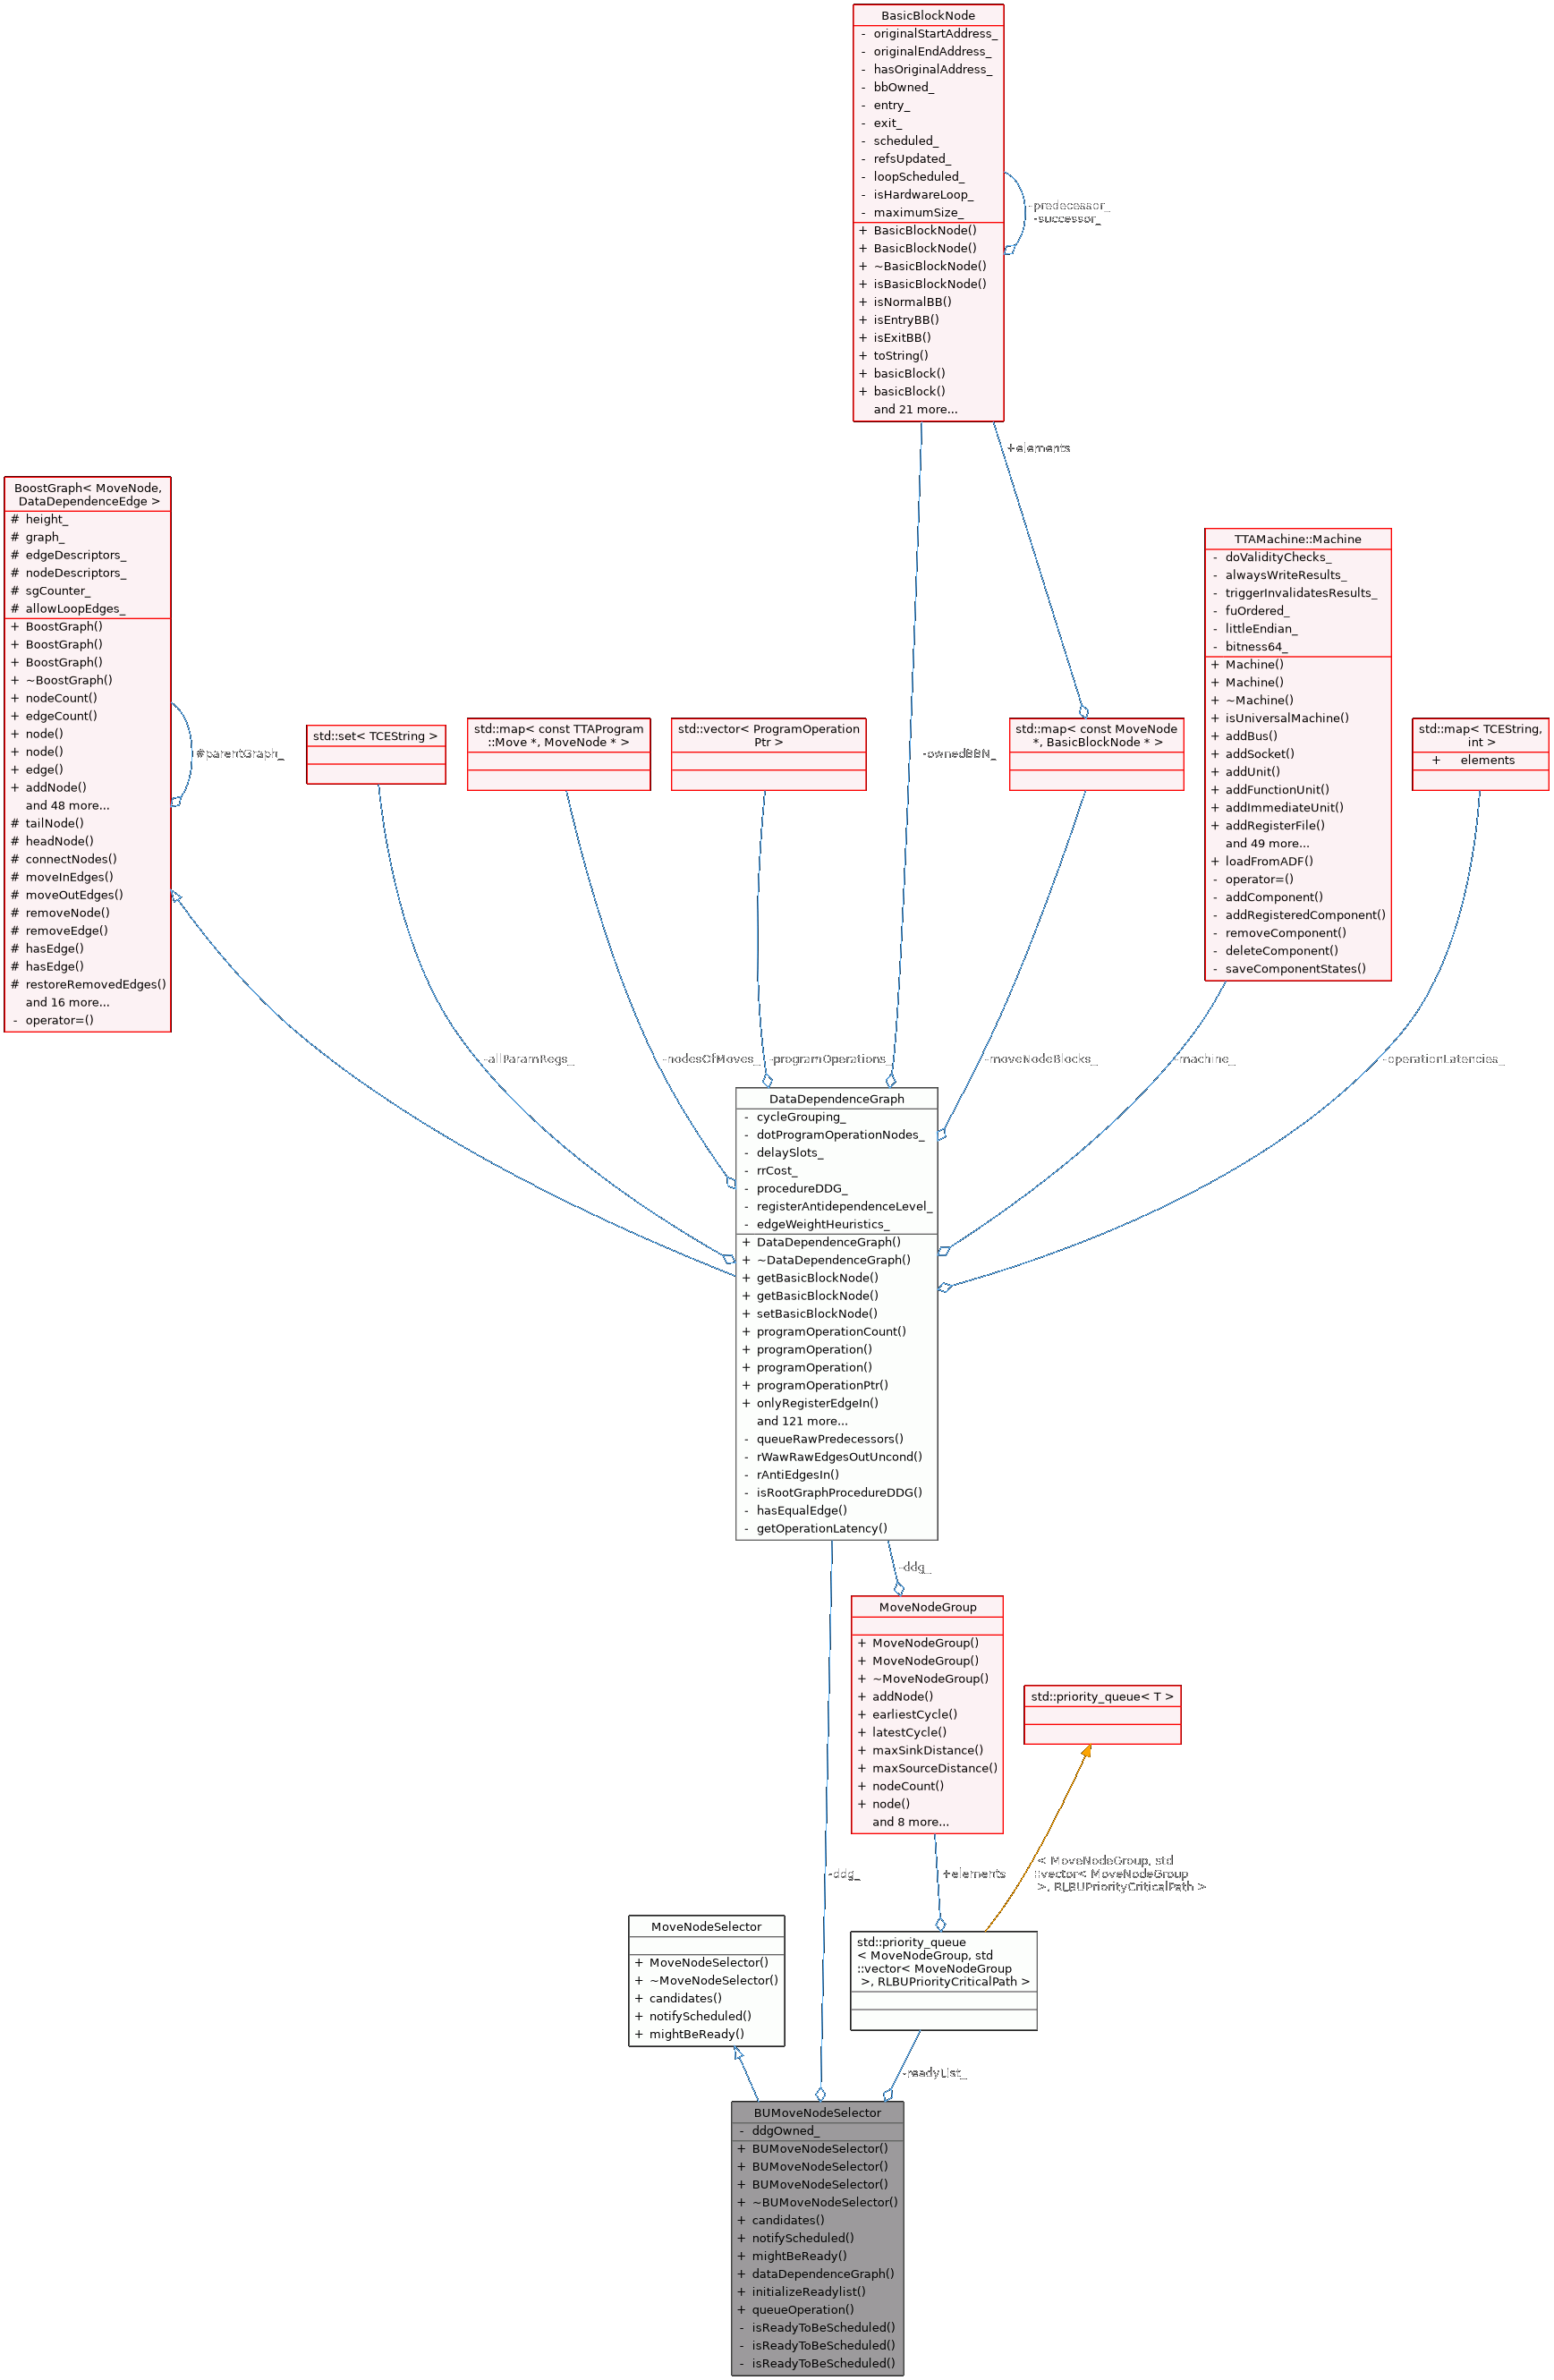 BasicBlockNode
- originalStartAddress_
- originalEndAddress_
- hasOriginalAddress_
- bbOwned_
- entry_
- exit_
- scheduled_
- refsUpdated_
- loopScheduled_
- isHardwareLoop_
- maximumSize_
+ BasicBlockNode()
+ BasicBlockNode()
+ ~BasicBlockNode()
+ isBasicBlockNode()
+ isNormalBB()
+ isEntryBB()
+ isExitBB()
+ toString()
+ basicBlock()
+ basicBlock()
and 21 more...
-predecessor_
-successor_
+elements
BoostGraph< MoveNode,
DataDependenceEdge >
# height_
# graph_
# edgeDescriptors_
# nodeDescriptors_
# sgCounter_
# allowLoopEdges_
+ BoostGraph()
+ BoostGraph()
+ BoostGraph()
+ ~BoostGraph()
+ nodeCount()
+ edgeCount()
+ node()
+ node()
+ edge()
+ addNode()
and 48 more...
# tailNode()
# headNode()
# connectNodes()
# moveInEdges()
# moveOutEdges()
# removeNode()
# removeEdge()
# hasEdge()
# hasEdge()
# restoreRemovedEdges()
and 16 more...
- operator=()
#parentGraph_
std::set< TCEString >
std::map< const TTAProgram
::Move *, MoveNode * >
std::vector< ProgramOperation
Ptr >
-ownedBBN_
std::map< const MoveNode
*, BasicBlockNode * >
TTAMachine::Machine
- doValidityChecks_
- alwaysWriteResults_
- triggerInvalidatesResults_
- fuOrdered_
- littleEndian_
- bitness64_
+ Machine()
+ Machine()
+ ~Machine()
+ isUniversalMachine()
+ addBus()
+ addSocket()
+ addUnit()
+ addFunctionUnit()
+ addImmediateUnit()
+ addRegisterFile()
and 49 more...
+ loadFromADF()
- operator=()
- addComponent()
- addRegisteredComponent()
- removeComponent()
- deleteComponent()
- saveComponentStates()
std::map< TCEString,
int >
+ elements
-allParamRegs_
-nodesOfMoves_
-programOperations_
-moveNodeBlocks_
-machine_
-operationLatencies_
DataDependenceGraph
- cycleGrouping_
- dotProgramOperationNodes_
- delaySlots_
- rrCost_
- procedureDDG_
- registerAntidependenceLevel_
- edgeWeightHeuristics_
+ DataDependenceGraph()
+ ~DataDependenceGraph()
+ getBasicBlockNode()
+ getBasicBlockNode()
+ setBasicBlockNode()
+ programOperationCount()
+ programOperation()
+ programOperation()
+ programOperationPtr()
+ onlyRegisterEdgeIn()
and 121 more...
- queueRawPredecessors()
- rWawRawEdgesOutUncond()
- rAntiEdgesIn()
- isRootGraphProcedureDDG()
- hasEqualEdge()
- getOperationLatency()
-ddg_
MoveNodeGroup
+ MoveNodeGroup()
+ MoveNodeGroup()
+ ~MoveNodeGroup()
+ addNode()
+ earliestCycle()
+ latestCycle()
+ maxSinkDistance()
+ maxSourceDistance()
+ nodeCount()
+ node()
and 8 more...
std::priority_queue< T >
-ddg_
+elements
< MoveNodeGroup, std
::vector< MoveNodeGroup
>, RLBUPriorityCriticalPath >
MoveNodeSelector
+ MoveNodeSelector()
+ ~MoveNodeSelector()
+ candidates()
+ notifyScheduled()
+ mightBeReady()
std::priority_queue
< MoveNodeGroup, std
::vector< MoveNodeGroup
>, RLBUPriorityCriticalPath >
-readyList_
BUMoveNodeSelector
- ddgOwned_
+ BUMoveNodeSelector()
+ BUMoveNodeSelector()
+ BUMoveNodeSelector()
+ ~BUMoveNodeSelector()
+ candidates()
+ notifyScheduled()
+ mightBeReady()
+ dataDependenceGraph()
+ initializeReadylist()
+ queueOperation()
- isReadyToBeScheduled()
- isReadyToBeScheduled()
- isReadyToBeScheduled()